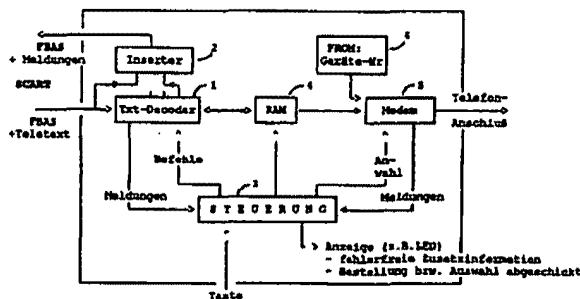 FBAS
+ Meldungen
2
Inserter
6
PROM:
Geräte-Nr
SCART
1
4
5
Txt-Decoder
RAM
Modem
Telefon-
Anschluß
FBAS
+Teletext
Befehle
An-
wahl
Meldungen
3
Meldungen
S T E U E R U N G
Anzeige (z.B.LED)
- fehlerfreie Zusatzinformation
- Bestellung bzw. Auswahl abgeschickt
Taste